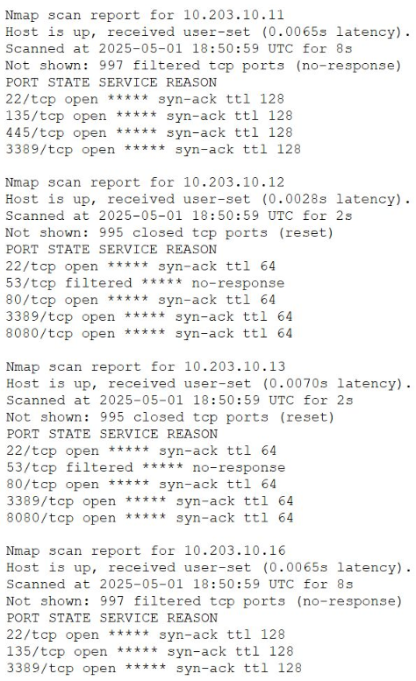 Nmap scan report for 10.203.10.11
Host is up, received user-set (0.0065s latency).
Scanned at 2025-05-01 18:50:59 UTC for 8s
Not shown: 997 filtered tcp ports (no-response)
PORT STATE SERVICE REASON
22/tcp open ***** syn-ack ttl 128
135/tcp open ***** syn-ack ttl 128
445/tcp open ***** syn-ack ttl 128
3389/tcp open ***** syn-ack ttl 128

Nmap scan report for 10.203.10.12
Host is up, received user-set (0.0028s latency).
Scanned at 2025-05-01 18:50:59 UTC for 2s
Not shown: 995 closed tcp ports (reset)
PORT STATE SERVICE REASON
22/tcp open ***** syn-ack ttl 64
53/tcp filtered ***** no-response
80/tcp open ***** syn-ack ttl 64
3389/tcp open ***** syn-ack ttl 64
8080/tcp open ***** syn-ack ttl 64

Nmap scan report for 10.203.10.13
Host is up, received user-set (0.0070s latency).
Scanned at 2025-05-01 18:50:59 UTC for 2s
Not shown: 995 closed tcp ports (reset)
PORT STATE SERVICE REASON
22/tcp open ***** syn-ack ttl 64
53/tcp filtered ***** no-response
80/tcp open ***** syn-ack ttl 64
3389/tcp open ***** syn-ack ttl 64
8080/tcp open ***** syn-ack ttl 64

Nmap scan report for 10.203.10.16
Host is up, received user-set (0.0065s latency).
Scanned at 2025-05-01 18:50:59 UTC for 8s
Not shown: 997 filtered tcp ports (no-response)
PORT STATE SERVICE REASON
22/tcp open ***** syn-ack ttl 128
135/tcp open ***** syn-ack ttl 128
3389/tcp open ***** syn-ack ttl 128